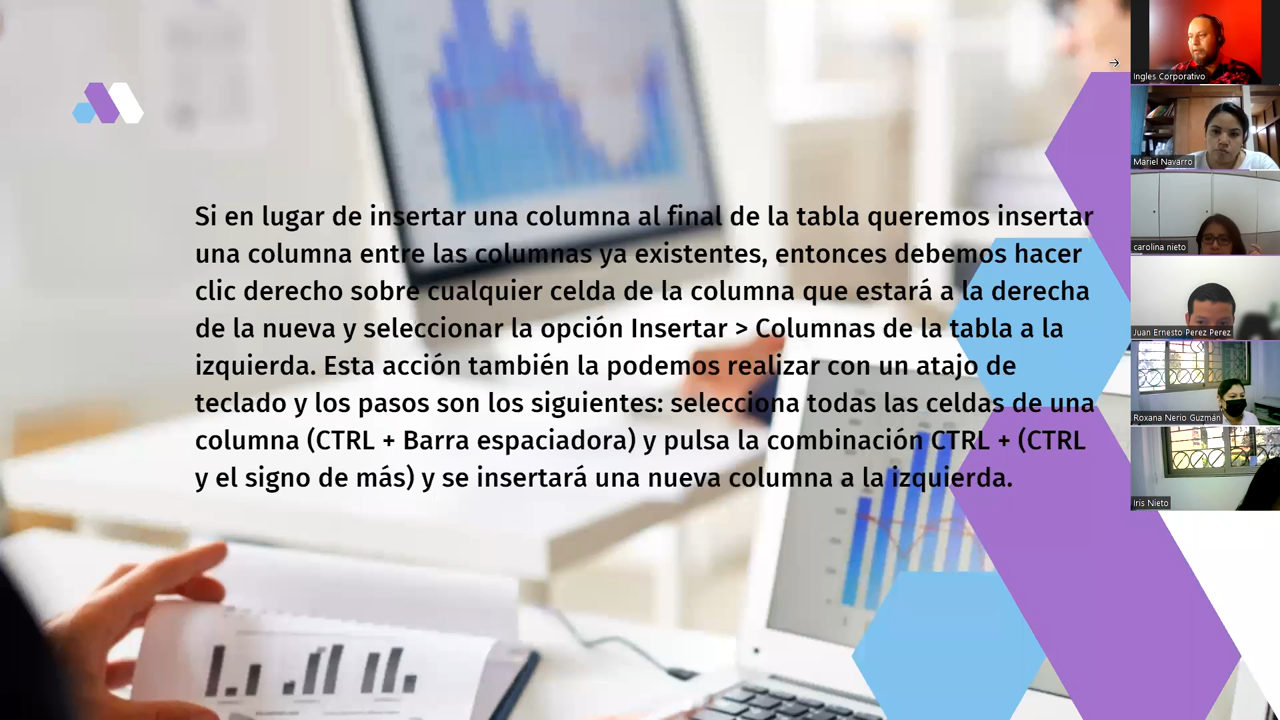 Si en lugar de insertar una columna al final de la tabla queremos insertar
una columna entre las columnas ya existentes, entonces debemos hacer
clic derecho sobre cualquier celda de la columna que estará a la derecha
de la nueva y seleccionar la opción Insertar > Columnas de la tabla a la
izquierda. Esta acción también la podemos realizar con un atajo de
teclado y los pasos son los siguientes: selecciona todas las celdas de una
columna (CTRL + Barra espaciadora) y pulsa la combinación CTRL + (CTRL
y el signo de más) y se insertará una nueva columna a la izquierda.
Ingles Corporativo
Mariel Navarro
carolina nieto
Juan Ernesto Perez Perez
Roxana Nerio Guzmán
Iris Nieto